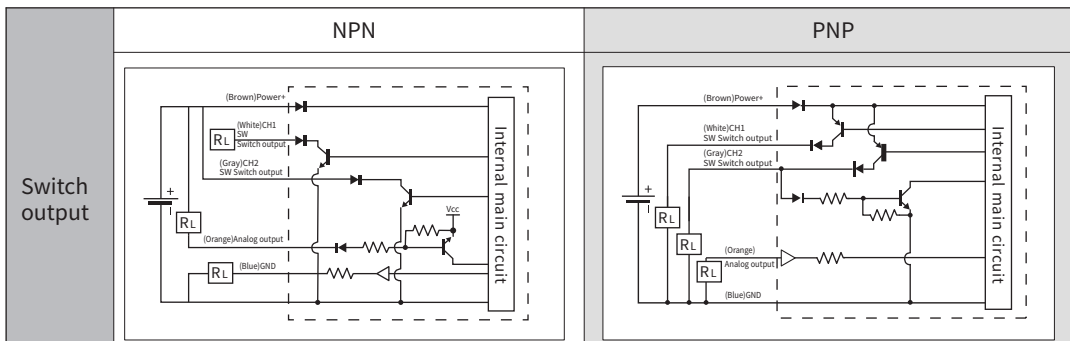 NPN
PNP
Switch
output
(Brown)Power+
RL
(White)CH1
SW
Switch output
(Gray)CH2
SW Switch output
+
−
RL
Vcc
(Orange)Analog output
RL
(Blue)GND
Internal main circuit
(Brown)Power+
(White)CH1
SW Switch output
(Gray)CH2
SW Switch output
+
−
RL
RL
RL
(Orange)
Analog output
(Blue)GND
Internal main circuit